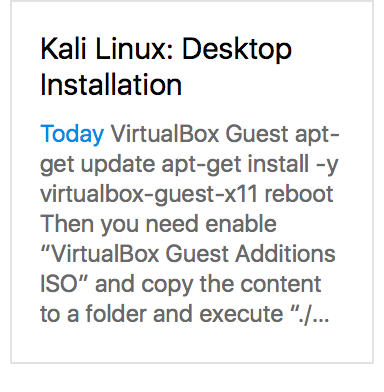 Kali Linux: Desktop
Installation
Today VirtualBox Guest apt-
get update apt-get install -y
virtualbox-guest-x11 reboot
Then you need enable
“VirtualBox Guest Additions
ISO” and copy the content
to a folder and execute “./...